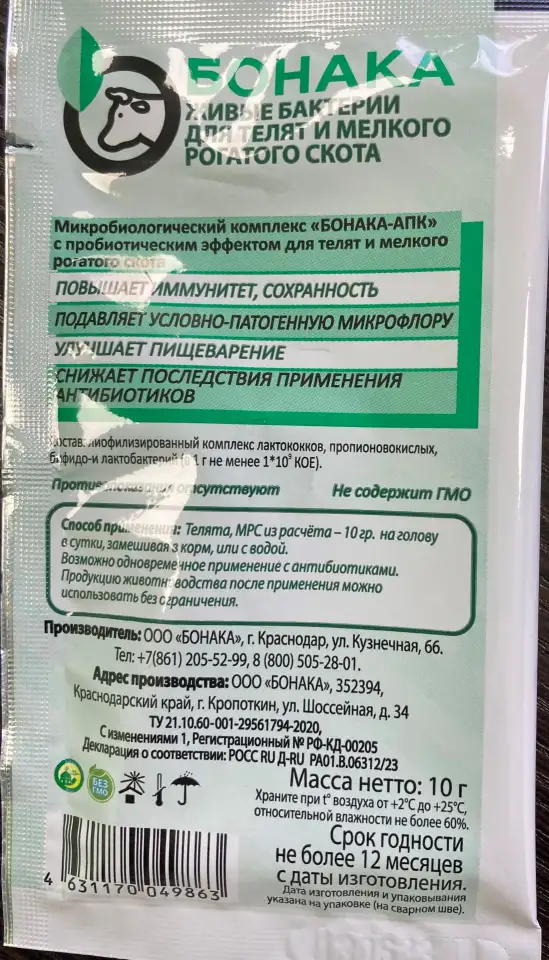 БОНАКА
ЖИВЫЕ БАКТЕРИИ
ДЛЯ ТЕЛЯТ И МЕЛКОГО
РОГАТОГО СКОТА
Микробиологический комплекс «БОНАКА-АПК»
с пробиотическим эффектом для телят и мелкого
рогатого скота
ПОВЫШАЕТ ИММУНИТЕТ, СОХРАННОСТЬ
ПОДАВЛЯЕТ УСЛОВНО-ПАТОГЕННУЮ МИКРОФЛОРУ
УЛУЧШАЕТ ПИЩЕВАРЕНИЕ
СНИЖАЕТ ПОСЛЕДСТВИЯ ПРИМЕНЕНИЯ
АНТИБИОТИКОВ
Состав: лиофилизированный комплекс лактококков, пропионовокислых,
бифидо-и лактобактерий (в 1 г не менее КОЕ).
Противопоказания отсутствуют Не содержит ГМО
Способ применения: Телята, МРС из расчёта – 10 гр. на голову
в сутки, замешивая в корм, или с водой.
Возможно одновременное применение с антибиотиками.
Продукцию животноводства после применения можно
использовать без ограничения.
Производитель: ООО «БОНАКА», г. Краснодар, ул. Кузнечная, 6б.
Тел: +7(861) 205-52-99, 8 (800) 505-28-01.
Адрес производства: ООО «БОНАКА», 352394,
Краснодарский край, г. Кропоткин, ул. Шоссейная, д. 34
ТУ 21.10.60-001-29561794-2020,
С изменениями 1, Регистрационный № РФ-КД-00205
Декларация о соответствии: РОСС RU Д-RU РА01.В.06312/23
БЕЗ
ГМО
Масса нетто: 10 г
Храните при t° воздуха от +2°С до +25°С,
относительной влажности не более 60%.
Срок годности
не более 12 месяцев
с даты изготовления.
Дата изготовления и упаковывания
указана на упаковке (на сварном шве).
4 631170 049863